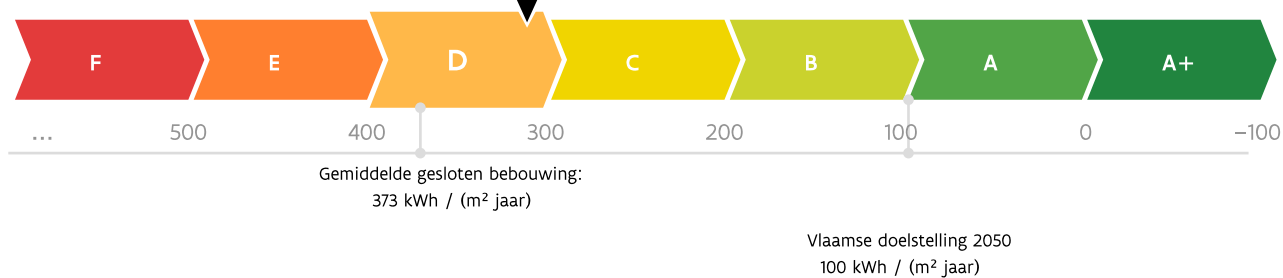 F E D C B A A+
... 500 400 300 200 100 0 −100
Gemiddelde gesloten bebouwing:
373 kWh / (m² jaar)
Vlaamse doelstelling 2050
100 kWh / (m² jaar)